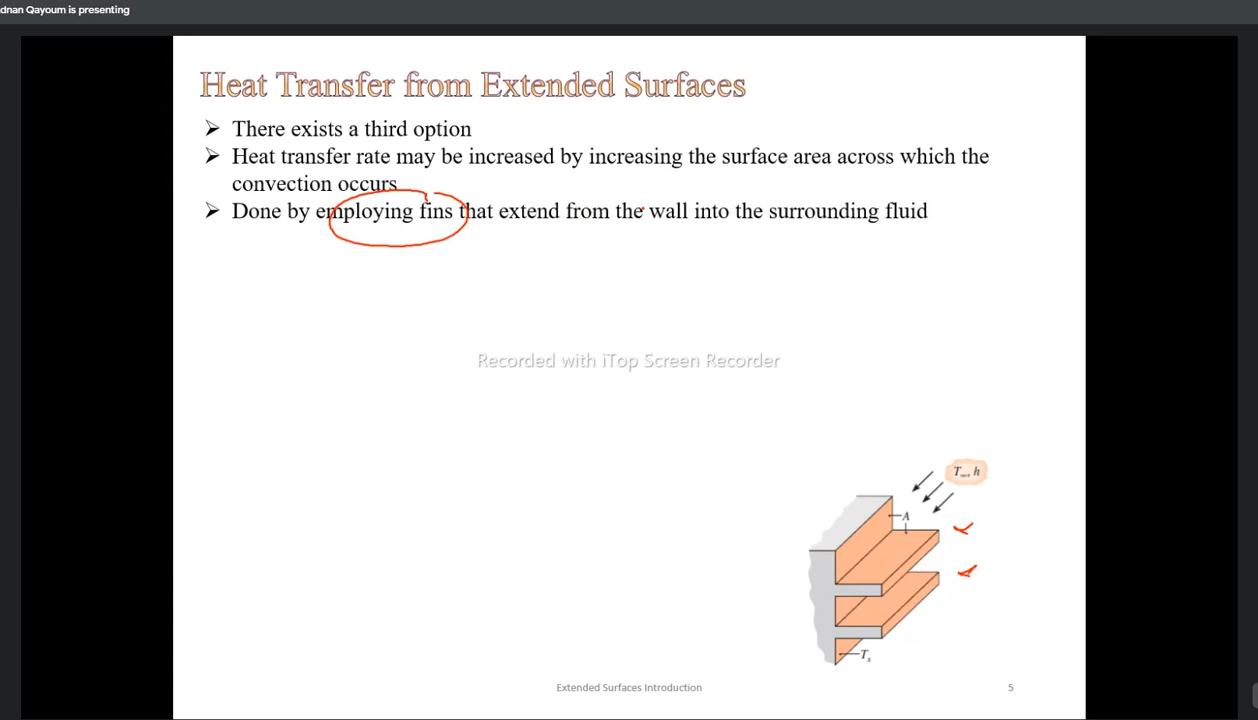 dnan Qayoum is presenting
Heat Transfer from Extended Surfaces
➢ There exists a third option
➢ Heat transfer rate may be increased by increasing the surface area across which the
convection occurs
➢ Done by employing fins that extend from the wall into the surrounding fluid
Recorded with iTop Screen Recorder
T∞, h
A
Ts
Extended Surfaces Introduction
5